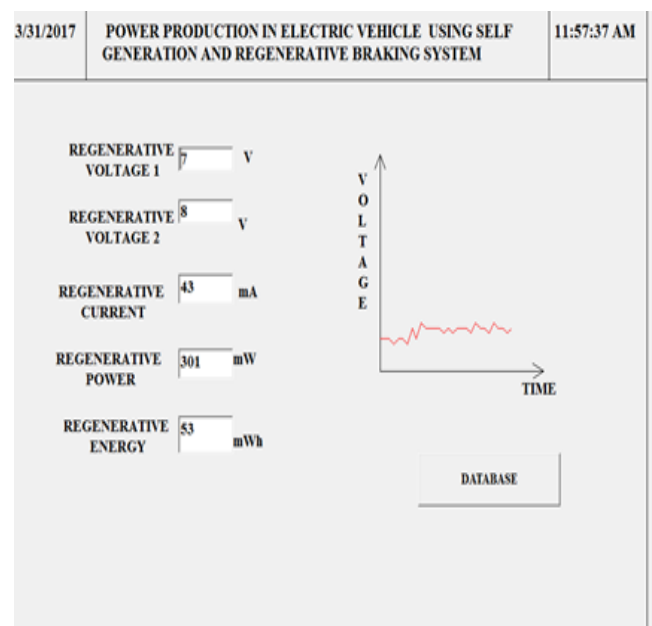 3/31/2017
POWER PRODUCTION IN ELECTRIC VEHICLE USING SELF
GENERATION AND REGENERATIVE BRAKING SYSTEM
11:57:37 AM
REGENERATIVE
VOLTAGE 1
7
V
REGENERATIVE
VOLTAGE 2
8
V
REGENERATIVE
CURRENT
43
mA
REGENERATIVE
POWER
301
mW
REGENERATIVE
ENERGY
53
mWh
VOLTAGE
TIME
DATABASE